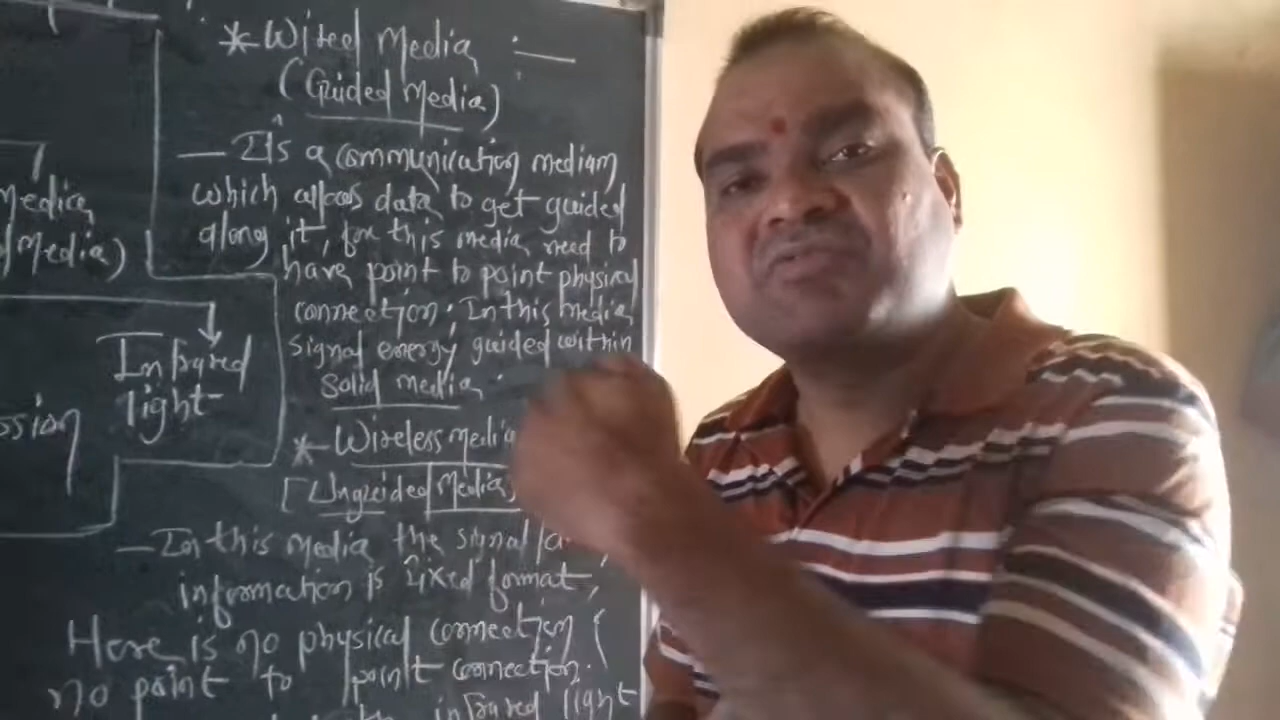 * Wired Media :—
(Guided Media)
— It is a communication medium
which allows data to get guided
along it, for this media need to
have point to point physical
connection. In this media
signal energy guided within
solid media.
* Wireless media
[Unguided Media]
— In this media the signal
information is fixed format,
Here is no physical connection (
no point to point connection.
infrared light
Media
Media)
Infrared
light
ssion